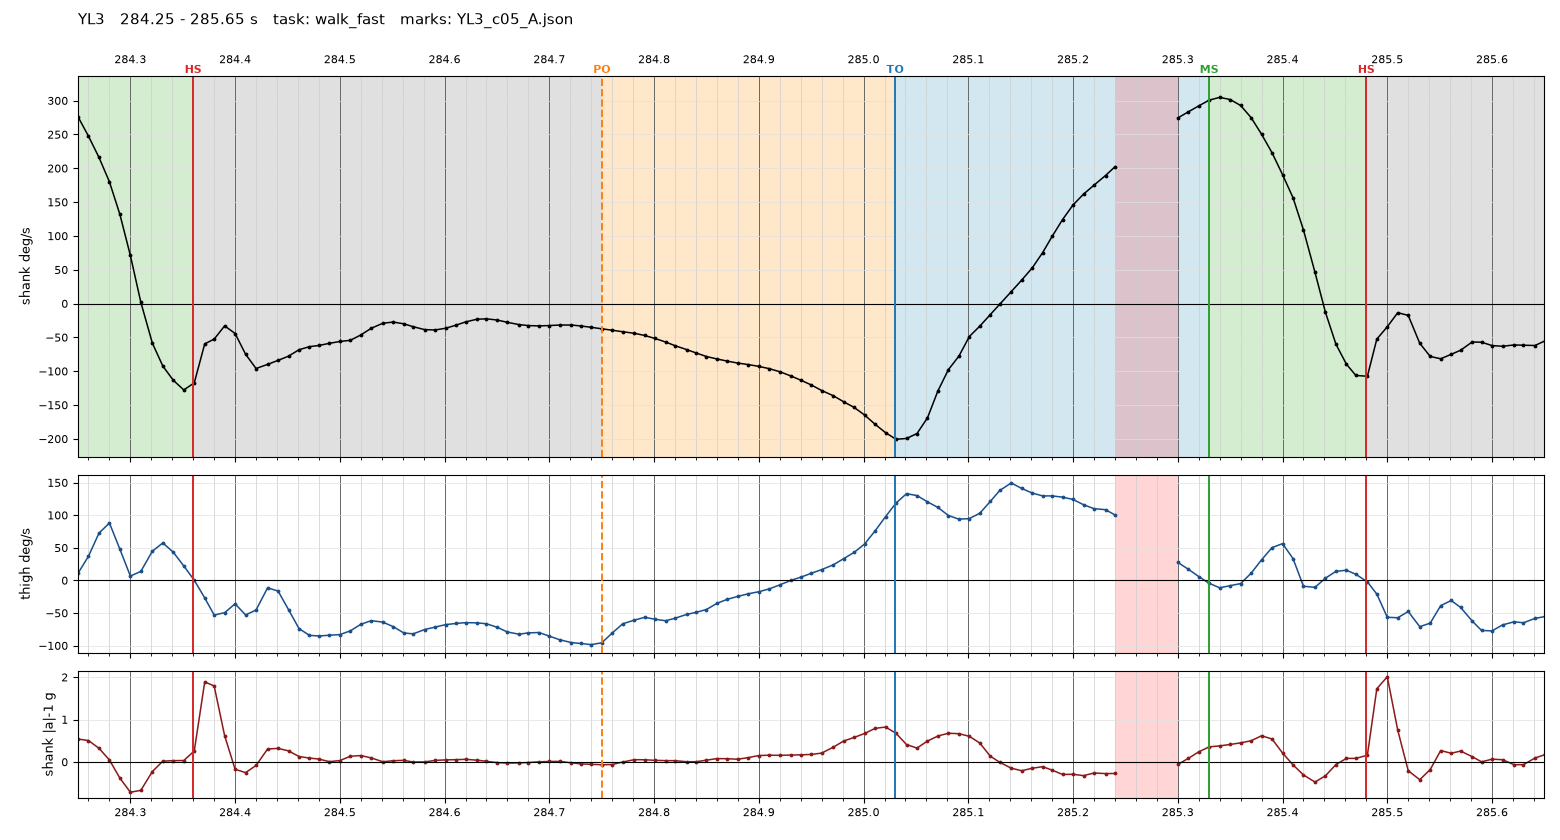 YL3   284.25 - 285.65 s   task: walk_fast   marks: YL3_c05_A.json
284.3 284.4 284.5 284.6 284.7 284.8 284.9 285.0 285.1 285.2 285.3 285.4 285.5 285.6
HS PO TO MS HS
shank deg/s
300
250
200
150
100
50
0
−50
−100
−150
−200
thigh deg/s
150
100
50
0
−50
−100
shank |a|-1 g
2
1
0
284.3 284.4 284.5 284.6 284.7 284.8 284.9 285.0 285.1 285.2 285.3 285.4 285.5 285.6